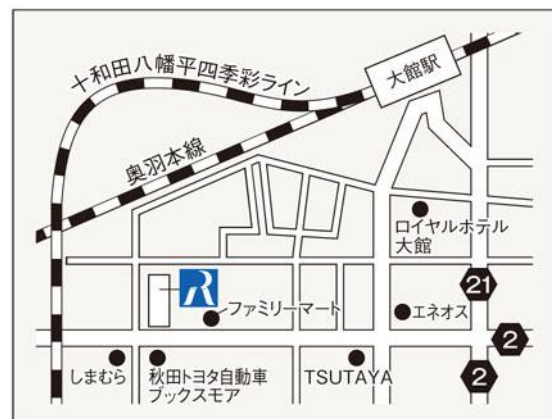 十和田八幡平四季彩ライン
大館駅
奥羽本線
ロイヤルホテル
大館
21
R
ファミリーマート
エネオス
2
しまむら
秋田トヨタ自動車
ブックスモア
TSUTAYA
2